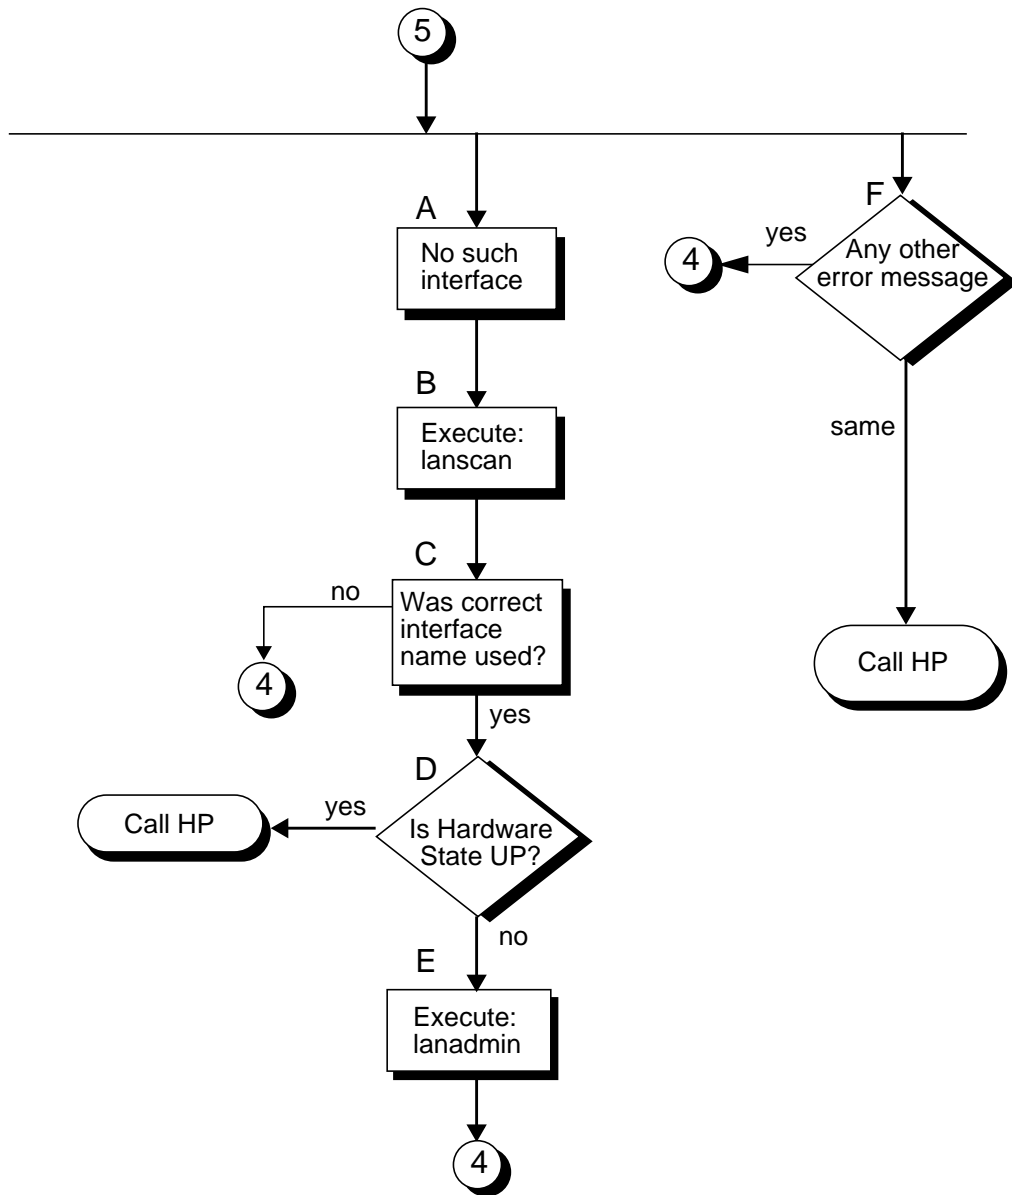 5
A
No such
interface
B
Execute:
lanscan
C
Was correct
interface
name used?
no
4
yes
D
Is Hardware
State UP?
yes
Call HP
no
E
Execute:
lanadmin
4
F
Any other
error message
yes
4
same
Call HP